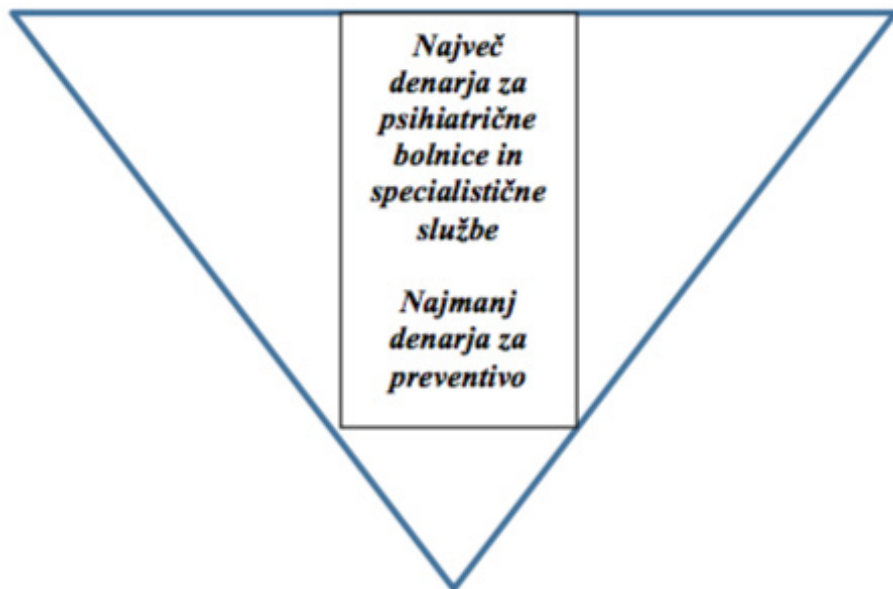 Največ
denarja za
psihiatrične
bolnice in
specialistične
službe
Najmanj
denarja za
preventivo